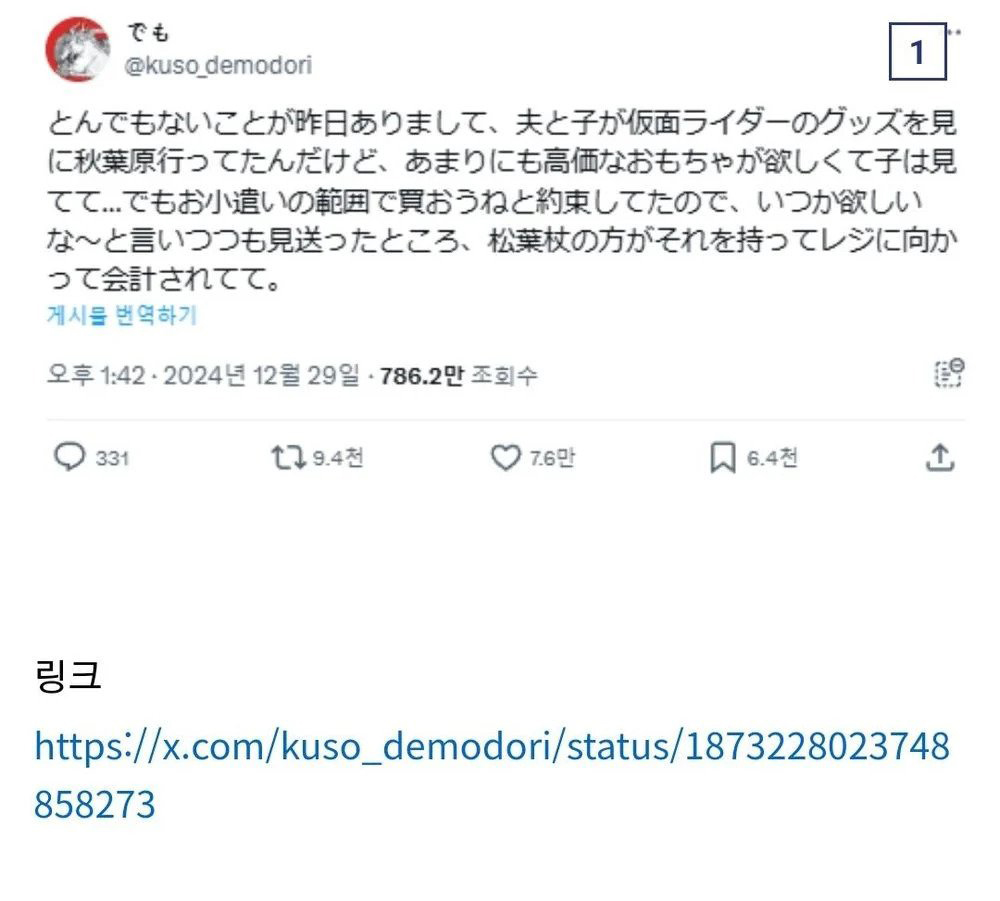 でも
@kuso_demodori
1
とんでもないことが昨日ありまして、夫と子が仮面ライダーのグッズを見
に秋葉原行ってたんだけど、あまりにも高価なおもちゃが欲しくて子は見
てて...でもお小遣いの範囲で買おうねと約束してたので、いつか欲しい
な〜と言いつつも見送ったところ、松葉杖の方がそれを持ってレジに向か
って会計されてて。
게시물 번역하기
오후 1:42 · 2024년 12월 29일 · 786.2만 조회수
331
9.4천
7.6만
6.4천
링크
https://x.com/kuso_demodori/status/1873228023748
858273